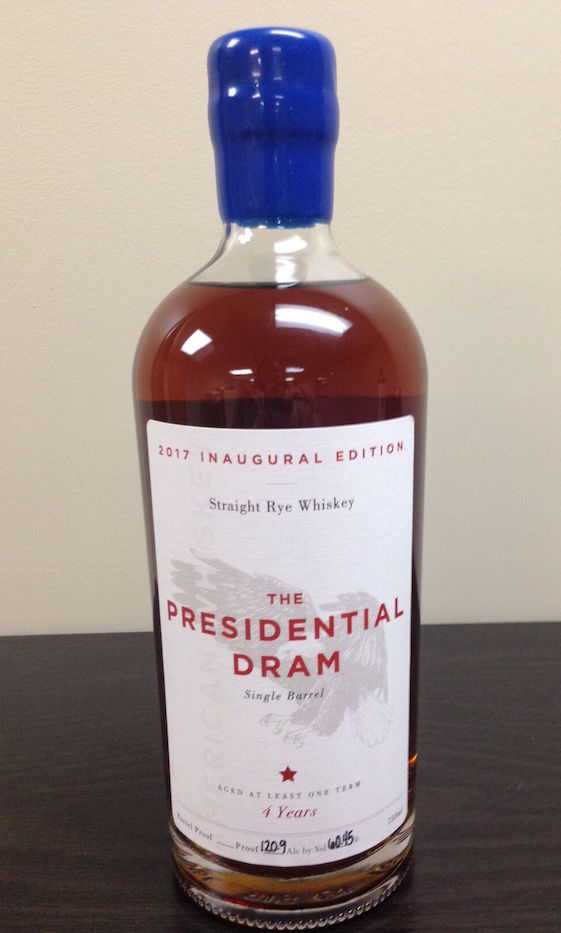 2017 INAUGURAL EDITION
Straight Rye Whiskey
THE
PRESIDENTIAL
DRAM
Single Barrel
AGED AT LEAST ONE TERM
4 Years
Barrel Proof Proof 120.9 Alc by Vol 60.45% 750ml